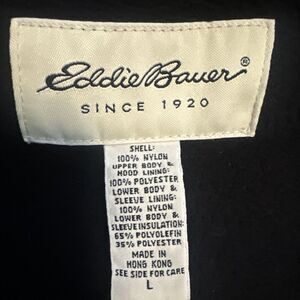 Eddie Bauer®
SINCE 1920
SHELL:
100% NYLON
UPPER BODY &
HOOD LINING:
100% POLYESTER
LOWER BODY &
SLEEVE LINING:
100% NYLON
LOWER BODY &
SLEEVE INSULATION:
65% POLYOLEFIN
35% POLYESTER
MADE IN
HONG KONG
SEE SIDE FOR CARE
L